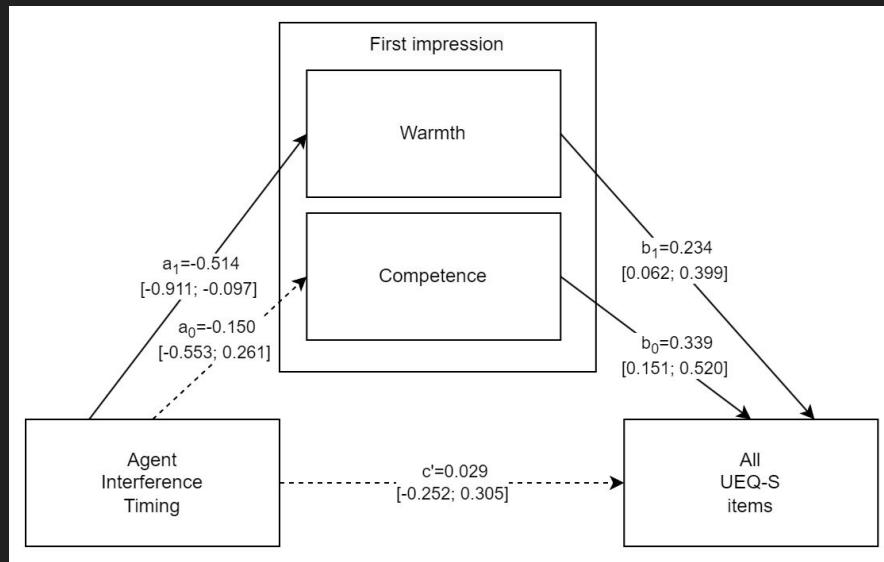 First impression
Warmth
Competence
a₁=-0.514
[-0.911; -0.097]
a₀=-0.150
[-0.553; 0.261]
b₁=0.234
[0.062; 0.399]
b₀=0.339
[0.151; 0.520]
Agent
Interference
Timing
c'=0.029
[-0.252; 0.305]
All
UEQ-S
items